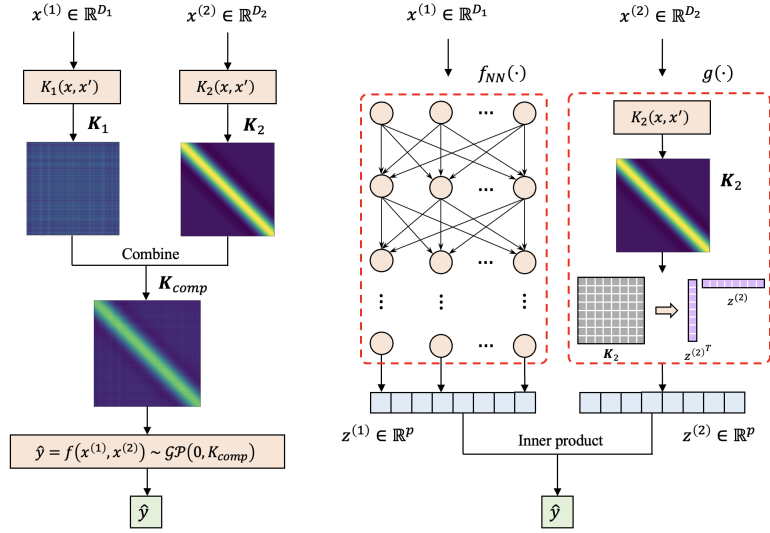 x^{(1)} ∈ ℝ^{D_1}
x^{(2)} ∈ ℝ^{D_2}
K_1(x, x′)
K_2(x, x′)
K_1
K_2
Combine
K_{comp}
ŷ = f(x^{(1)}, x^{(2)}) ~ 𝒢𝒫(0, K_{comp})
ŷ
x^{(1)} ∈ ℝ^{D_1}
x^{(2)} ∈ ℝ^{D_2}
f_{NN}(·)
g(·)
...
...
...
⋮
⋮
...
⋮
...
K_2(x, x′)
K_2
K_2
z^{(2)}
z^{(2)^T}
z^{(1)} ∈ ℝ^p
Inner product
z^{(2)} ∈ ℝ^p
ŷ